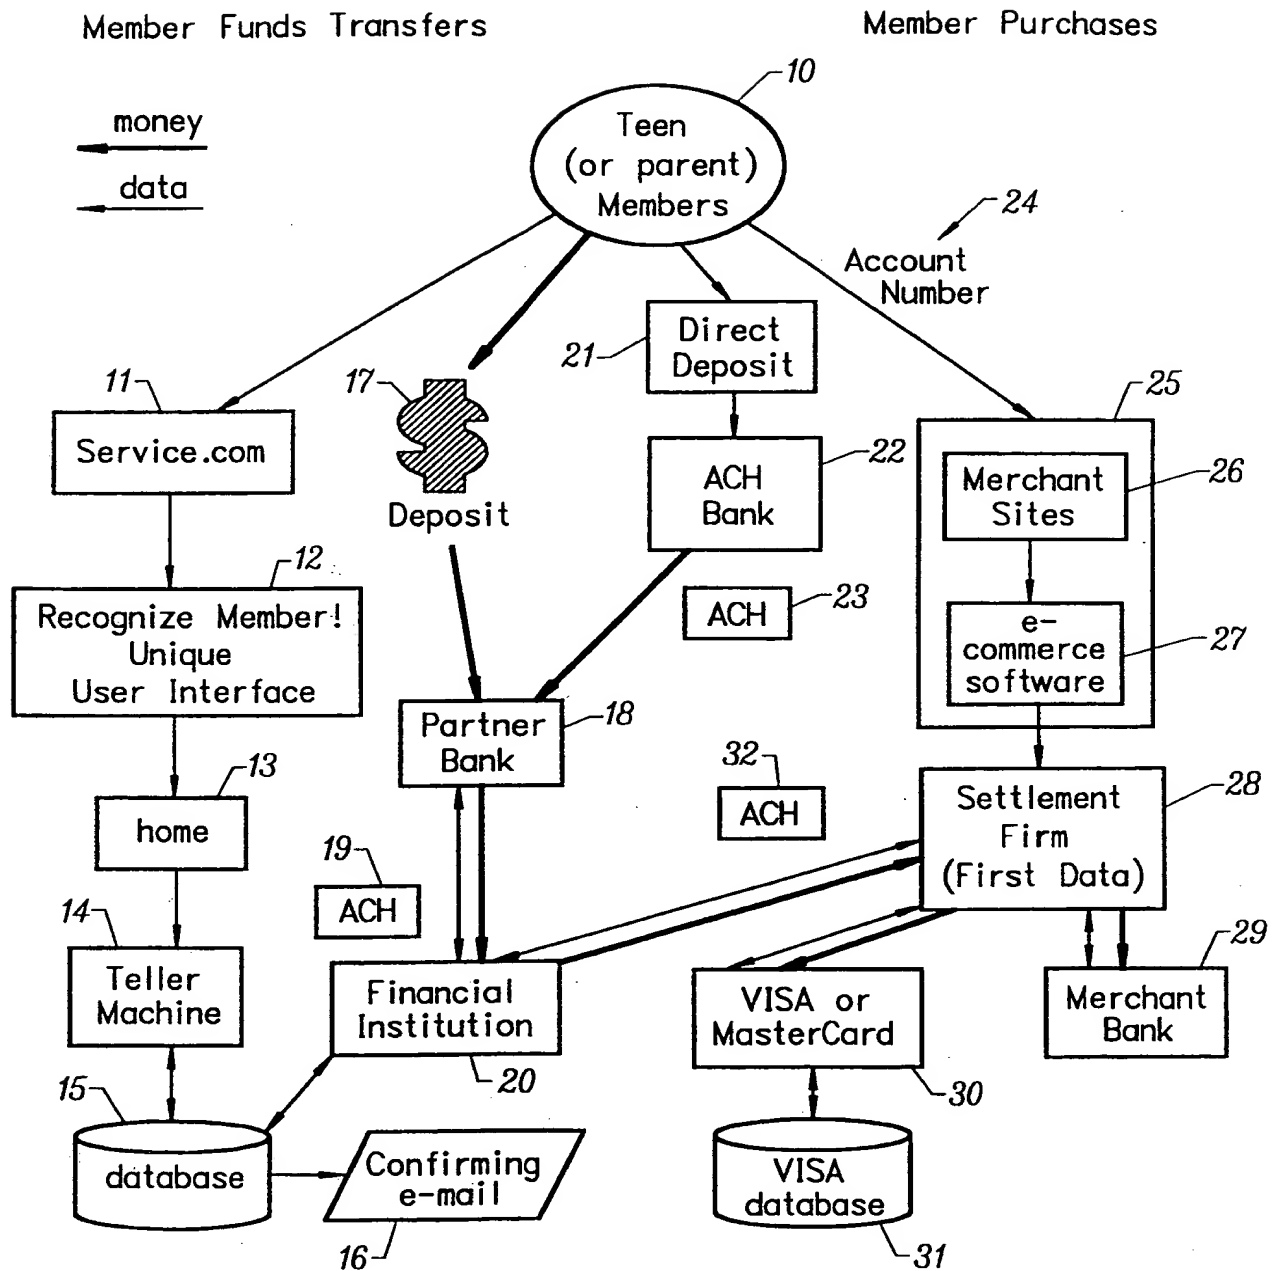 Member Funds Transfers
Member Purchases
money
data
10
Teen
(or parent)
Members
24
Account
Number
11
Service.com
17
Deposit
21
Direct
Deposit
22
ACH
Bank
25
26
Merchant
Sites
12
Recognize Member!
Unique
User Interface
ACH
23
27
e-
commerce
software
Partner
Bank
18
13
home
32
ACH
28
Settlement
Firm
(First Data)
19
ACH
14
Teller
Machine
Financial
Institution
20
VISA or
MasterCard
30
29
Merchant
Bank
15
database
Confirming
e-mail
16
VISA
database
31